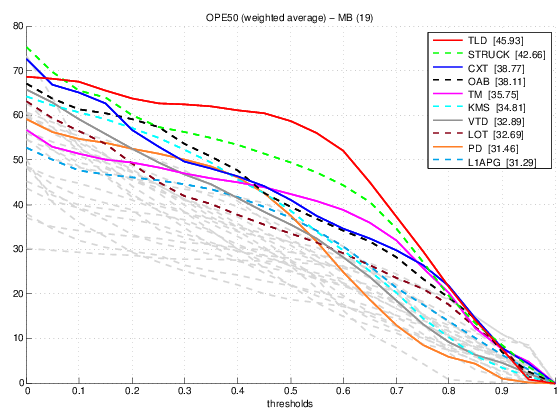 OPE50 (weighted average) – MB (19)
80
70
60
50
40
30
20
10
0
TLD [45.93]
STRUCK [42.66]
CXT [38.77]
OAB [38.11]
TM [35.75]
KMS [34.81]
VTD [32.89]
LOT [32.69]
PD [31.46]
L1APG [31.29]
0 0.1 0.2 0.3 0.4 0.5 0.6 0.7 0.8 0.9 1
thresholds